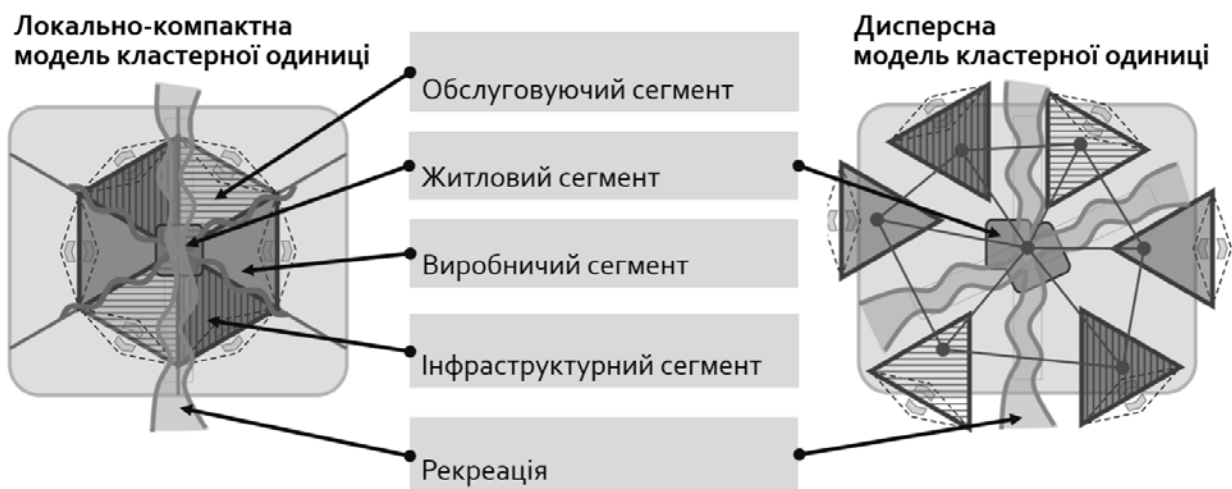 Локально-компактна
модель кластерної одиниці
Дисперсна
модель кластерної одиниці
Обслуговуючий сегмент
Житловий сегмент
Виробничий сегмент
Інфраструктурний сегмент
Рекреація